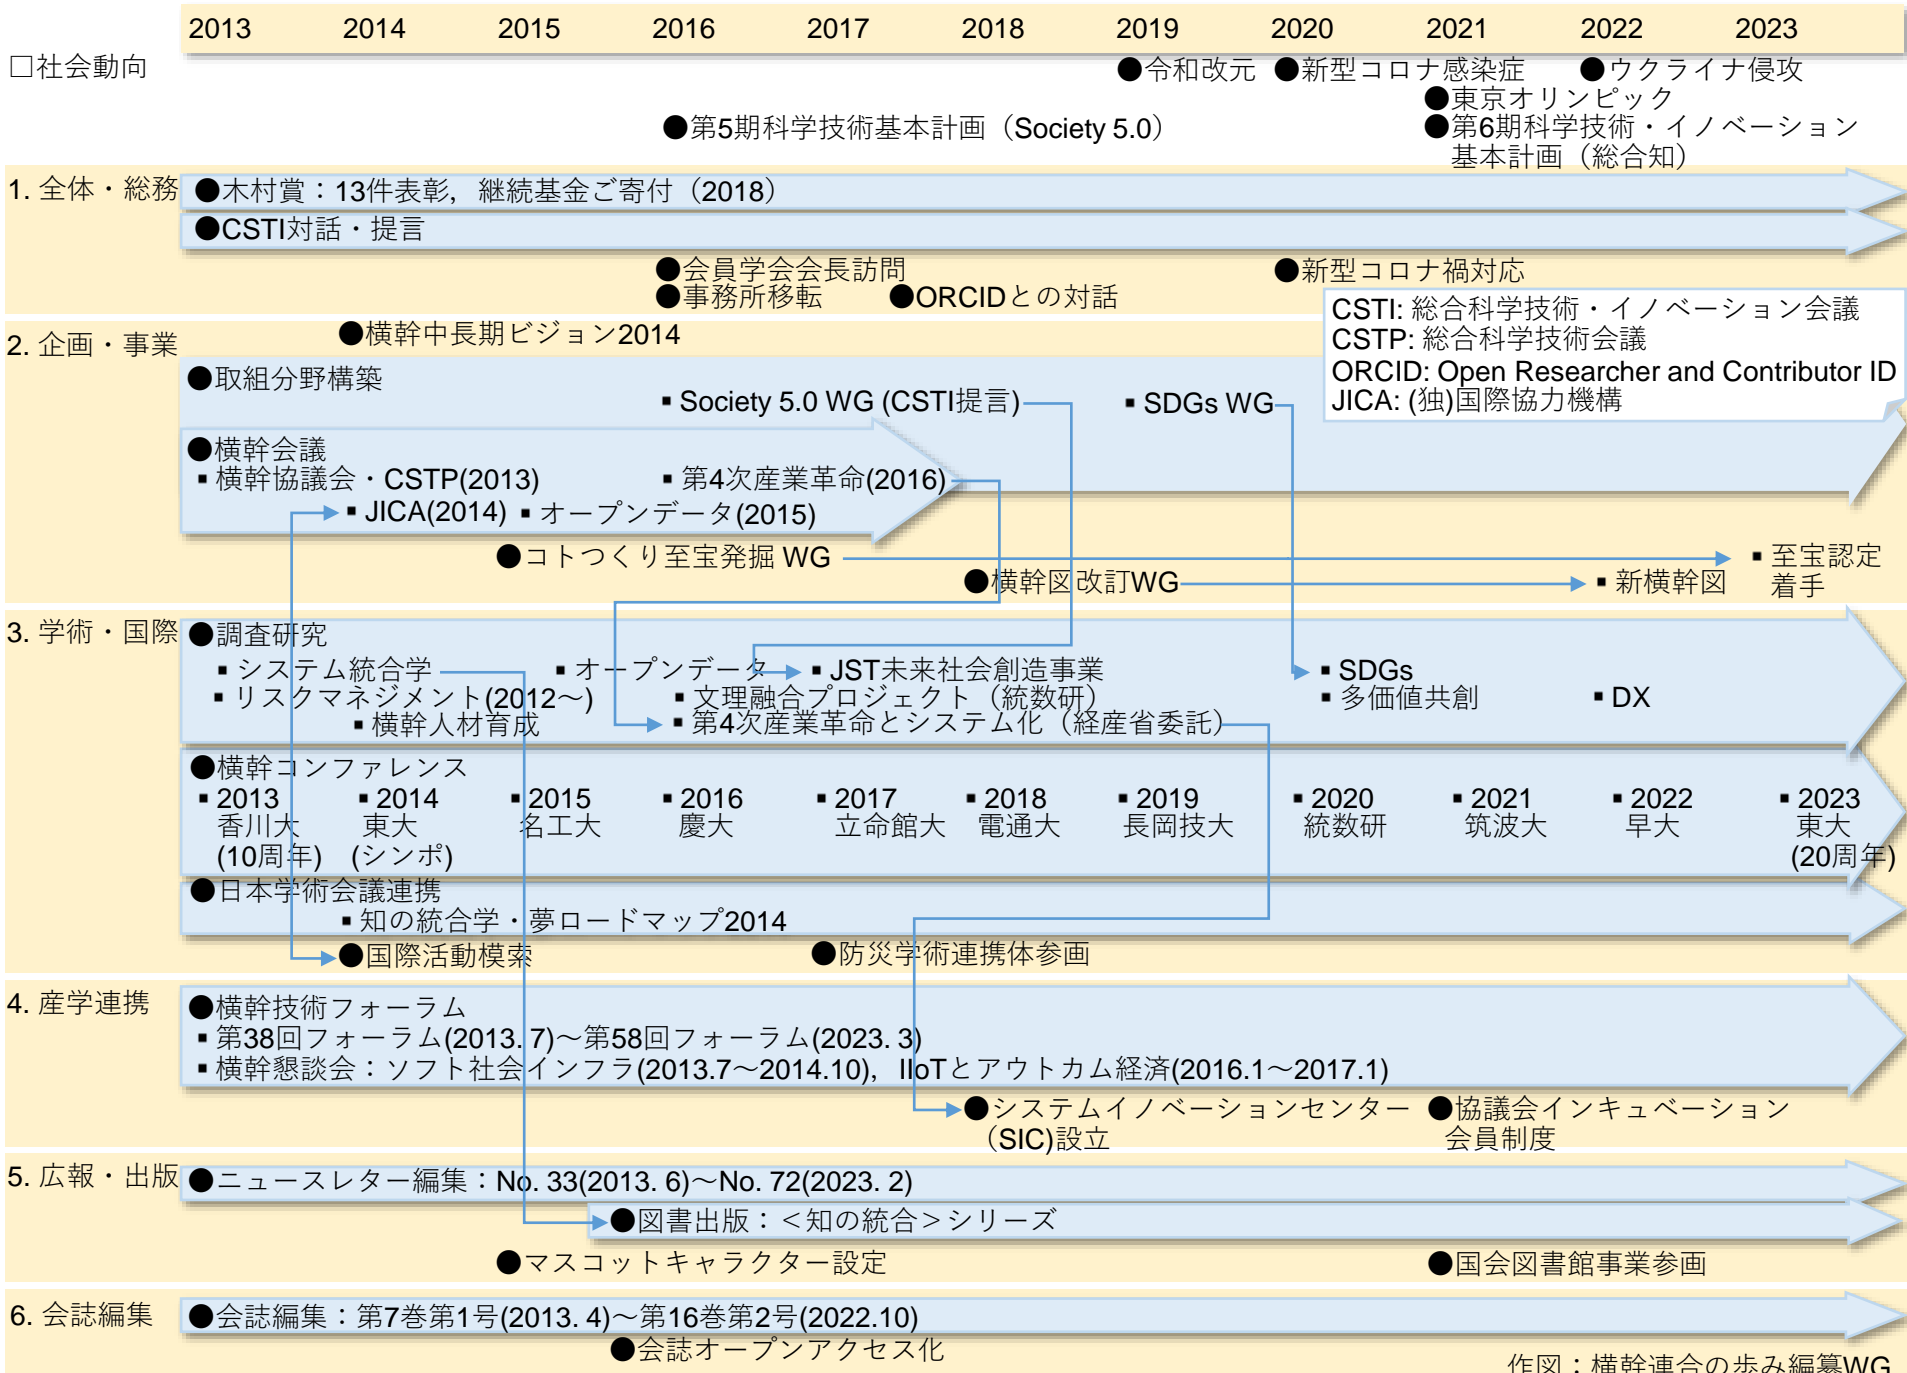 2013 2014 2015 2016 2017 2018 2019 2020 2021 2022 2023
□社会動向
●令和改元 ●新型コロナ感染症 ●ウクライナ侵攻
●東京オリンピック
●第5期科学技術基本計画（Society 5.0）
●第6期科学技術・イノベーション
基本計画（総合知）
1. 全体・総務
●木村賞：13件表彰，継続基金ご寄付（2018）
●CSTI対話・提言
●会員学会会長訪問 ●新型コロナ禍対応
●事務所移転 ●ORCIDとの対話
CSTI: 総合科学技術・イノベーション会議
CSTP: 総合科学技術会議
ORCID: Open Researcher and Contributor ID
JICA: (独)国際協力機構
2. 企画・事業
●横幹中長期ビジョン2014
●取組分野構築
▪ Society 5.0 WG (CSTI提言) ▪ SDGs WG
●横幹会議
▪ 横幹協議会・CSTP(2013) ▪ 第4次産業革命(2016)
▪ JICA(2014) ▪ オープンデータ(2015)
●コトつくり至宝発掘 WG ▪ 至宝認定
着手
●横幹図改訂WG ▪ 新横幹図
3. 学術・国際
●調査研究
▪ システム統合学 ▪ オープンデータ ▪ JST未来社会創造事業 ▪ SDGs
▪ リスクマネジメント(2012～) ▪ 文理融合プロジェクト（統数研） ▪ 多価値共創 ▪ DX
▪ 横幹人材育成 ▪ 第4次産業革命とシステム化（経産省委託）
●横幹コンファレンス
▪ 2013 ▪ 2014 ▪ 2015 ▪ 2016 ▪ 2017 ▪ 2018 ▪ 2019 ▪ 2020 ▪ 2021 ▪ 2022 ▪ 2023
香川大 東大 名工大 慶大 立命館大 電通大 長岡技大 統数研 筑波大 早大 東大
(10周年) (シンポ) (20周年)
●日本学術会議連携
▪ 知の統合学・夢ロードマップ2014
●国際活動模索 ●防災学術連携体参画
4. 産学連携
●横幹技術フォーラム
▪ 第38回フォーラム(2013. 7)～第58回フォーラム(2023. 3)
▪ 横幹懇談会：ソフト社会インフラ(2013.7～2014.10)，IIoTとアウトカム経済(2016.1～2017.1)
●システムイノベーションセンター ●協議会インキュベーション
（SIC)設立 会員制度
5. 広報・出版
●ニュースレター編集：No. 33(2013. 6)～No. 72(2023. 2)
●図書出版：＜知の統合＞シリーズ
●マスコットキャラクター設定 ●国会図書館事業参画
6. 会誌編集
●会誌編集：第7巻第1号(2013. 4)～第16巻第2号(2022.10)
●会誌オープンアクセス化
作図：横幹連合の歩み編纂WG